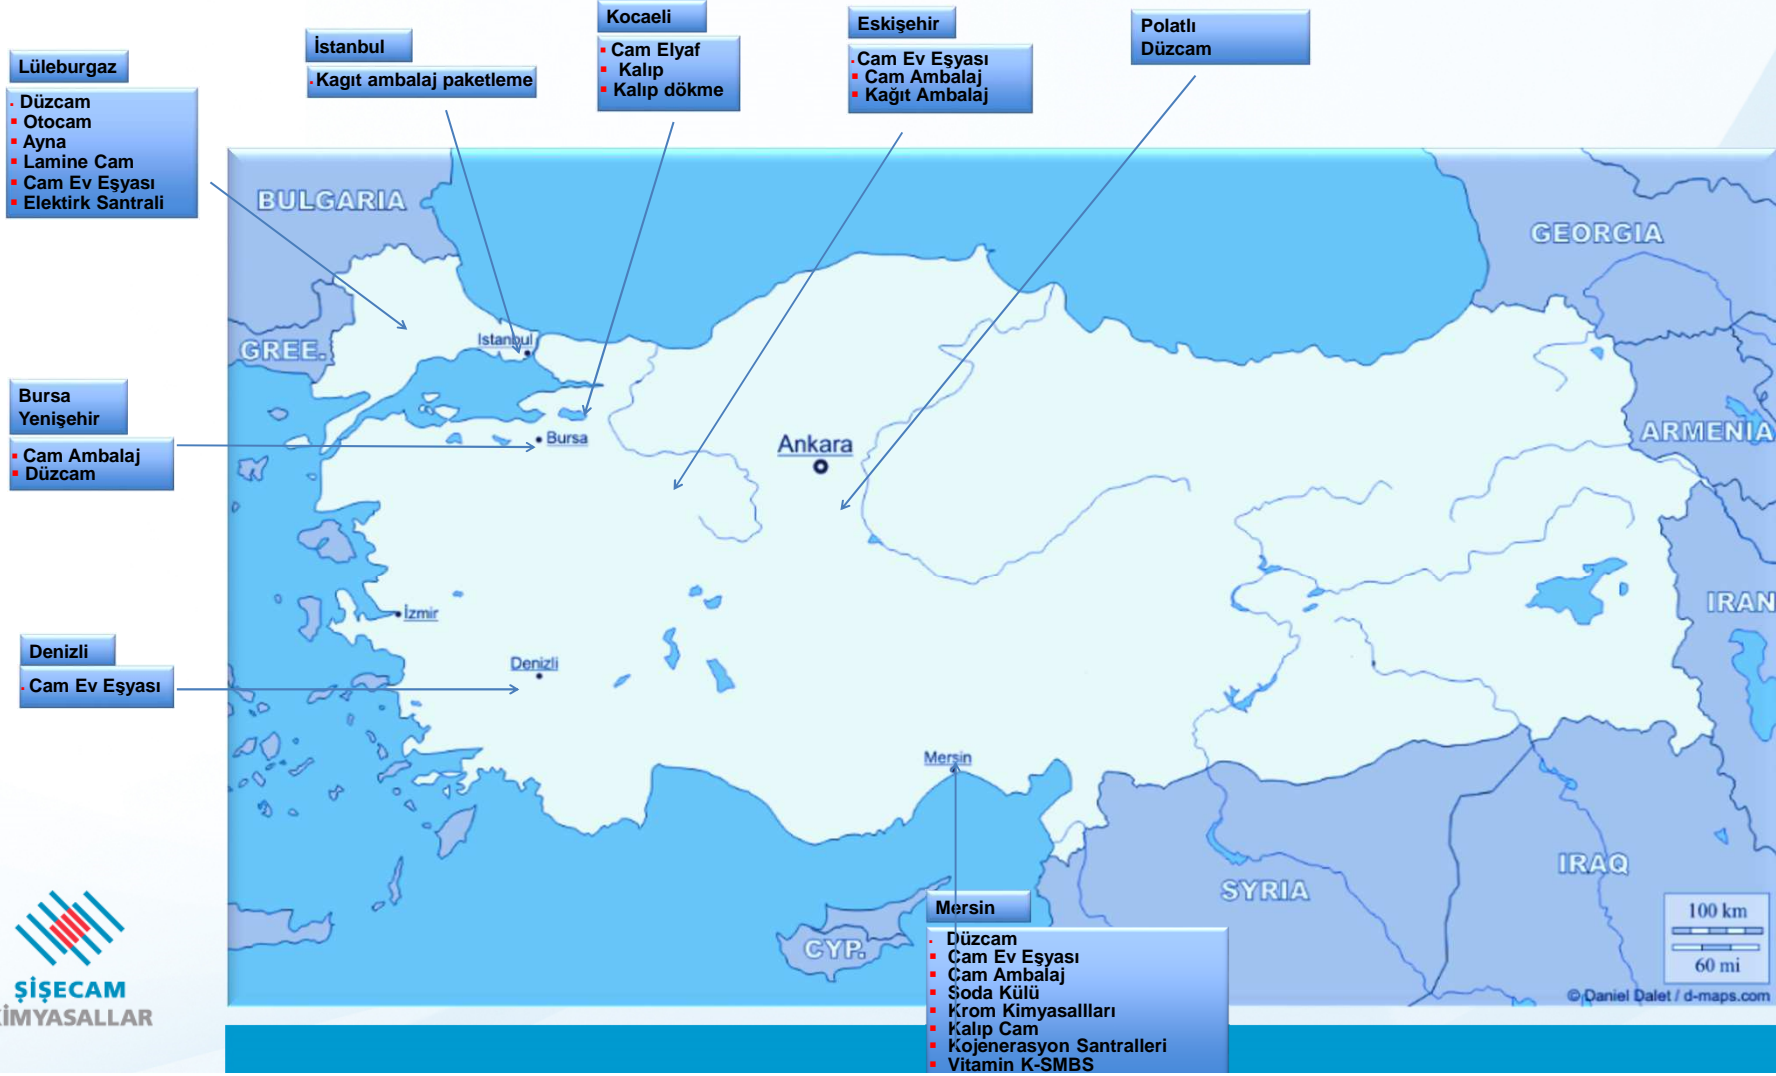 Kocaeli
Cam Elyaf
Kalıp
Kalıp dökme
Eskişehir
Cam Ev Eşyası
Cam Ambalaj
Kağıt Ambalaj
Polatlı
Düzcam
İstanbul
Kagıt ambalaj paketleme
Lüleburgaz
Düzcam
Otocam
Ayna
Lamine Cam
Cam Ev Eşyası
Elektirk Santrali
BULGARIA
GEORGIA
GREE.
Istanbul
Bursa
Yenişehir
Cam Ambalaj
Düzcam
Bursa
Ankara
ARMENIA
IRAN
İzmir
Denizli
Cam Ev Eşyası
Denizli
Mersin
SYRIA
IRAQ
CYP.
Mersin
Düzcam
Cam Ev Eşyası
Cam Ambalaj
Soda Külü
Krom Kimyasallları
Kalıp Cam
Kojenerasyon Santralleri
Vitamin K-SMBS
100 km
60 mi
© Daniel Dalet / d-maps.com
ŞİŞECAM
KİMYASALLAR